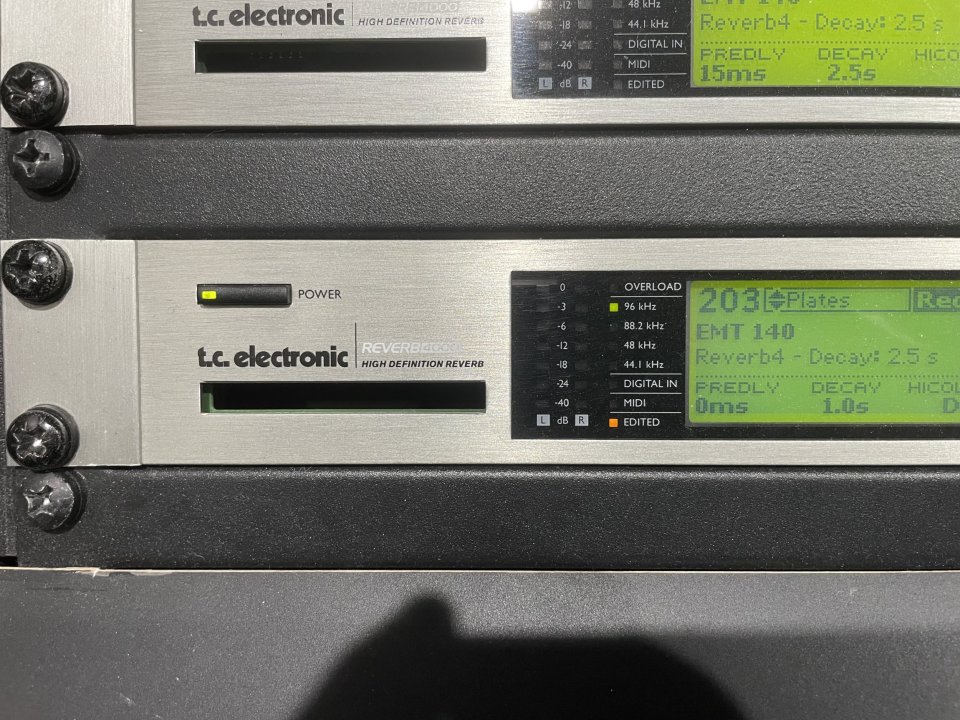 t.c. electronic
HIGH DEFINITION REVERB
-12
-18
-24
-40
L dB R
48 kHz
44.1 kHz
DIGITAL IN
MIDI
EDITED
EMT 140
Reverb4 - Decay: 2.5 s
PREDLY DECAY
15ms 2.5s
POWER
t.c. electronic
REVERB4000
HIGH DEFINITION REVERB
0
-3
-6
-12
-18
-24
-40
L dB R
OVERLOAD
96 kHz
88.2 kHz
48 kHz
44.1 kHz
DIGITAL IN
MIDI
EDITED
203 Plates
EMT 140
Reverb4 - Decay: 2.5 s
PREDLY DECAY
0ms 1.0s